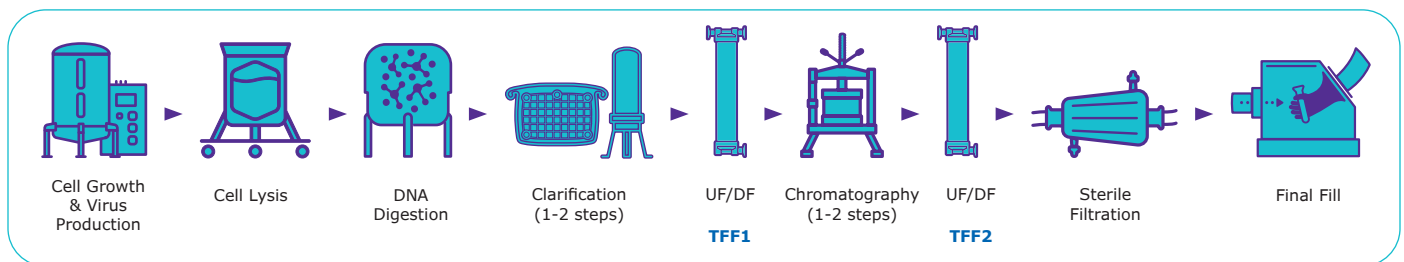 Cell Growth
& Virus
Production
Cell Lysis
DNA
Digestion
Clarification
(1-2 steps)
UF/DF
TFF1
Chromatography
(1-2 steps)
UF/DF
TFF2
Sterile
Filtration
Final Fill